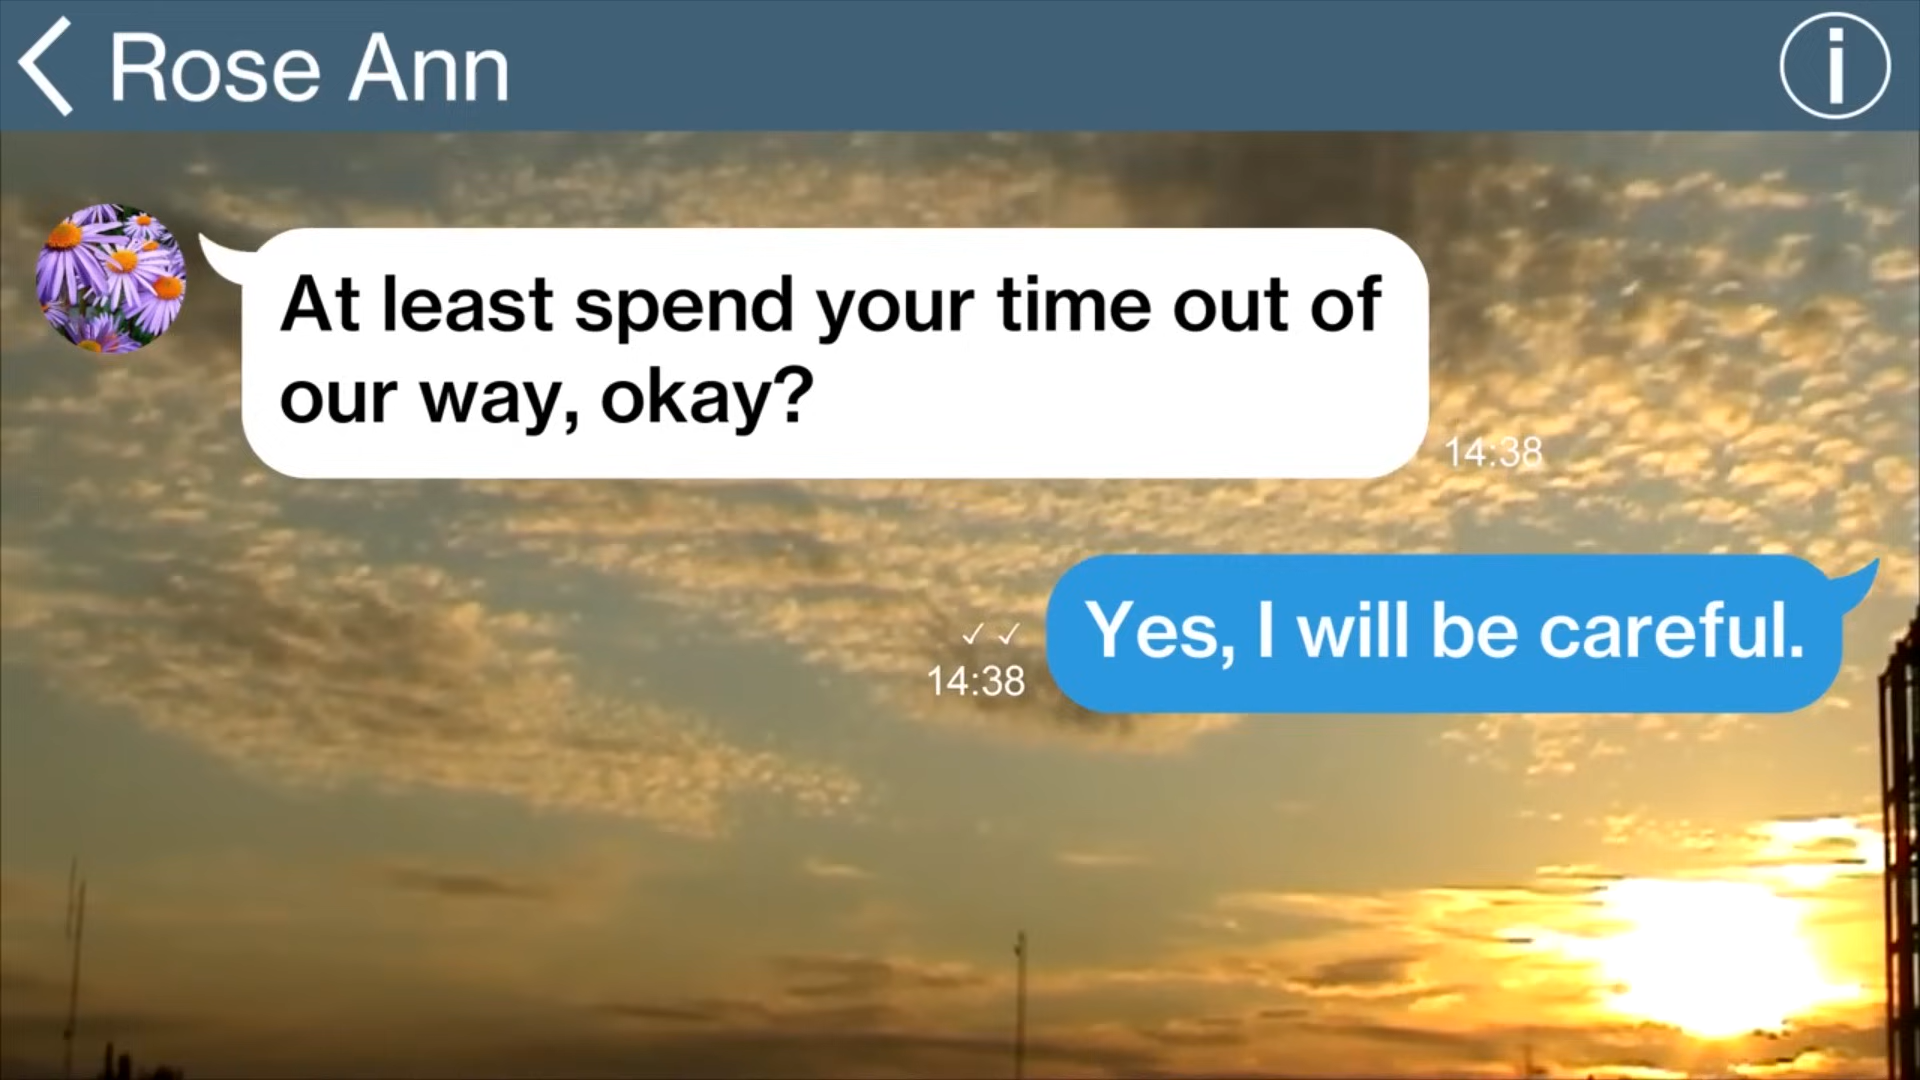 Rose Ann
At least spend your time out of
our way, okay?
14:38
Yes, I will be careful.
14:38